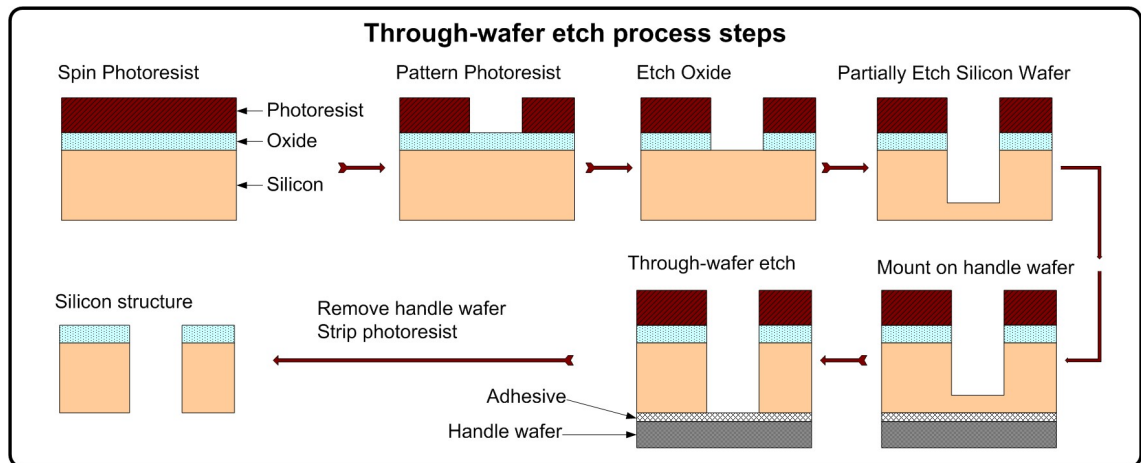 Through-wafer etch process steps
Spin Photoresist
Pattern Photoresist
Etch Oxide
Partially Etch Silicon Wafer
Photoresist
Oxide
Silicon
Silicon structure
Remove handle wafer
Strip photoresist
Through-wafer etch
Mount on handle wafer
Adhesive
Handle wafer